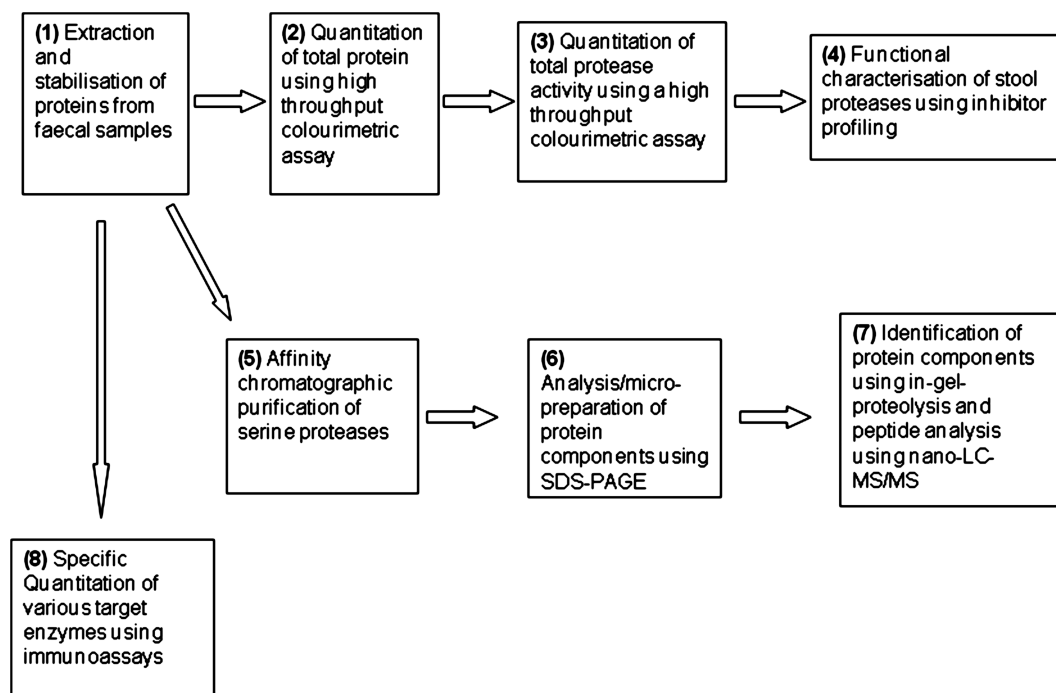 (1) Extraction
and
stabilisation of
proteins from
faecal samples
(2) Quantitation
of total protein
using high
throughput
colourimetric
assay
(3) Quantitation of
total protease
activity using a high
throughput
colourimetric assay
(4) Functional
characterisation of stool
proteases using inhibitor
profiling
(5) Affinity
chromatographic
purification of
serine proteases
(6)
Analysis/micro-
preparation of
protein
components using
SDS-PAGE
(7) Identification of
protein components
using in-gel-
proteolysis and
peptide analysis
using nano-LC-
MS/MS
(8) Specific
Quantitation of
various target
enzymes using
immunoassays